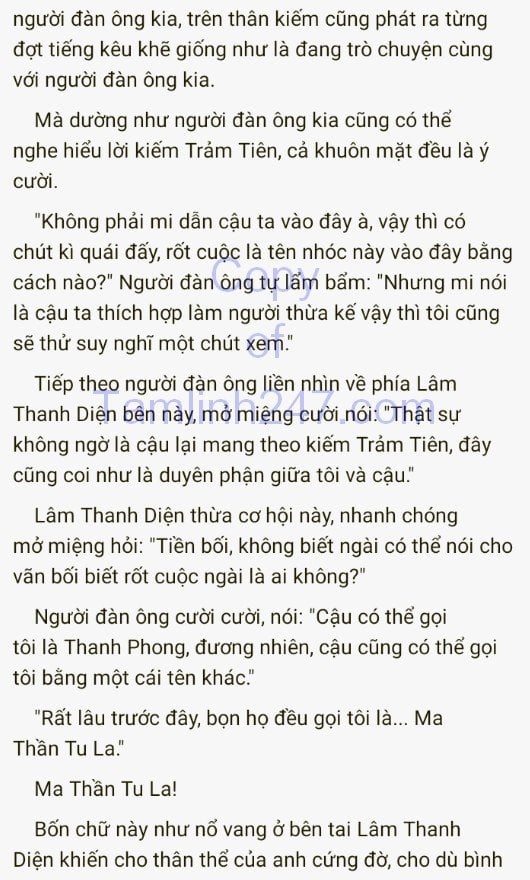 người đàn ông kia, trên thân kiếm cũng phát ra từng
đợt tiếng kêu khẽ giống như là đang trò chuyện cùng
với người đàn ông kia.
Mà dường như người đàn ông kia cũng có thể
nghe hiểu lời kiếm Trảm Tiên, cả khuôn mặt đều là ý
cười.
"Không phải mi dẫn cậu ta vào đây à, vậy thì có
chút kì quái đấy, rốt cuộc là tên nhóc này vào đây bằng
cách nào?" Người đàn ông tự lẩm bẩm: "Nhưng mi nói
là cậu ta thích hợp làm người thừa kế vậy thì tôi cũng
sẽ thử suy nghĩ một chút xem."
Tiếp theo người đàn ông liền nhìn về phía Lâm
Thanh Diện bên này, mở miệng cười nói: "Thật sự
không ngờ là cậu lại mang theo kiếm Trảm Tiên, đây
cũng coi như là duyên phận giữa tôi và cậu."
Lâm Thanh Diện thừa cơ hội này, nhanh chóng
mở miệng hỏi: "Tiền bối, không biết ngài có thể nói cho
vãn bối biết rốt cuộc ngài là ai không?"
Người đàn ông cười cười, nói: "Cậu có thể gọi
tôi là Thanh Phong, đương nhiên, cậu cũng có thể gọi
tôi bằng một cái tên khác."
"Rất lâu trước đây, bọn họ đều gọi tôi là... Ma
Thần Tu La."
Ma Thần Tu La!
Bốn chữ này như nổ vang ở bên tai Lâm Thanh
Diện khiến cho thân thể của anh cứng đờ, cho dù bình
Copy
of
Tamlinh247.com